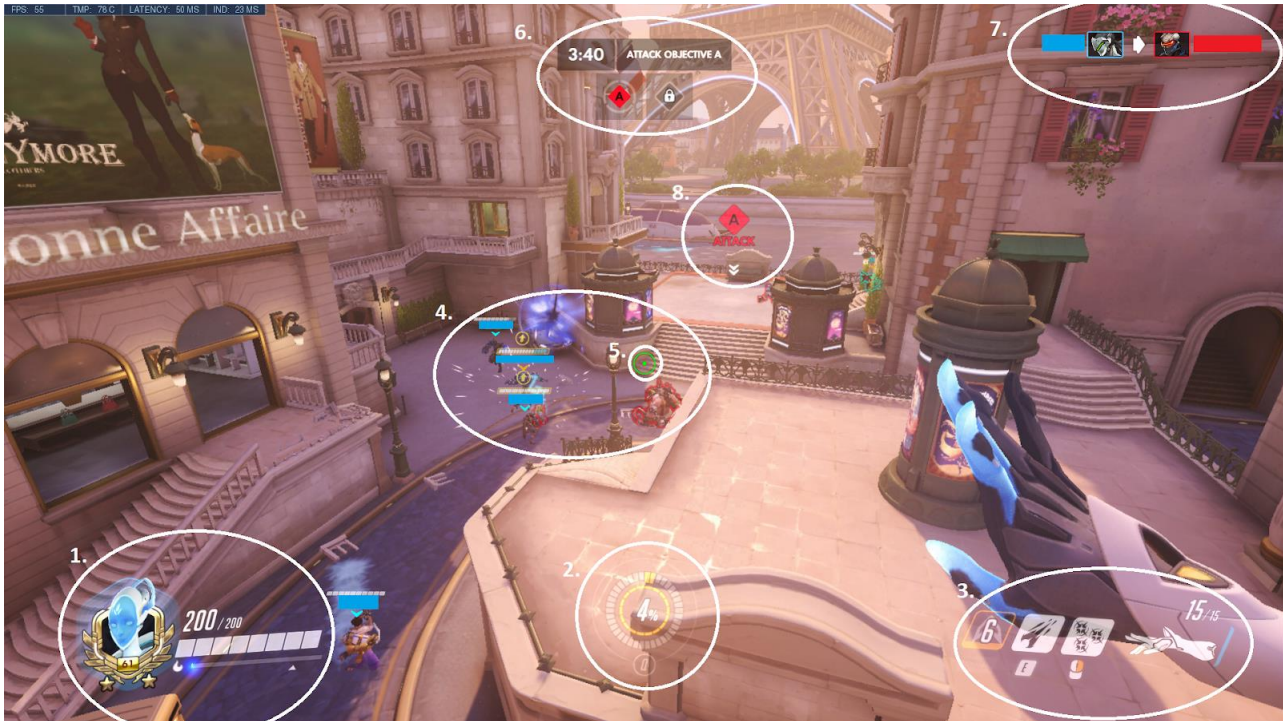 FPS: 55 TMP: 78 C LATENCY: 50 MS IND: 23 MS
6.
3:40 ATTACK OBJECTIVE A
A
7.
YMORE
8.
A
ATTACK
onne Affaire
4.
5.
1.
200/200
61
2.
4%
Q
3.
6
15/15
E